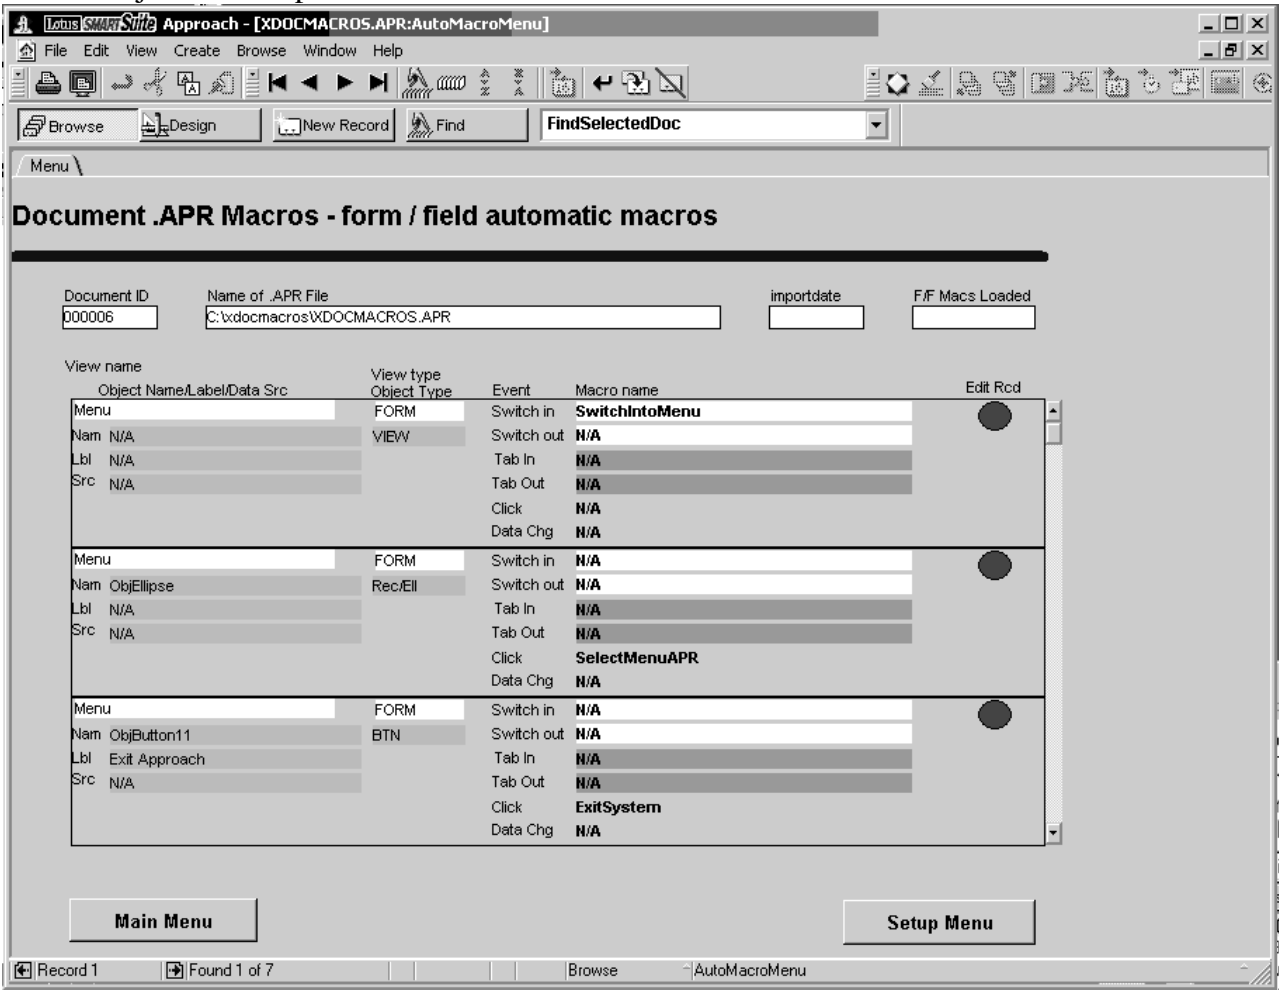 Lotus SMARTSuite Approach - [XDOCMACROS.APR:AutoMacroMenu]
File Edit View Create Browse Window Help
Browse Design New Record Find FindSelectedDoc
Menu
Document .APR Macros - form / field automatic macros
Document ID Name of .APR File importdate F/F Macs Loaded
000006 C:\xdocmacros\XDOCMACROS.APR
View name
View type
Object Name/Label/Data Src Object Type Event Macro name Edit Rcd
Menu FORM Switch in SwitchIntoMenu
Nam N/A VIEW Switch out N/A
Lbl N/A Tab In N/A
Src N/A Tab Out N/A
Click N/A
Data Chg N/A
Menu FORM Switch in N/A
Nam ObjEllipse Rec/Ell Switch out N/A
Lbl N/A Tab In N/A
Src N/A Tab Out N/A
Click SelectMenuAPR
Data Chg N/A
Menu FORM Switch in N/A
Nam ObjButton11 BTN Switch out N/A
Lbl Exit Approach Tab In N/A
Src N/A Tab Out N/A
Click ExitSystem
Data Chg N/A
Main Menu Setup Menu
Record 1 Found 1 of 7 Browse AutoMacroMenu